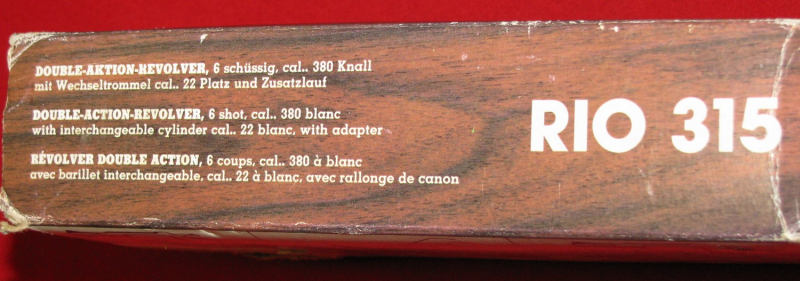 DOUBLE-AKTION-REVOLVER, 6 schüssig, cal.. 380 Knall
mit Wechseltrommel cal.. 22 Platz und Zusatzlauf
DOUBLE-ACTION-REVOLVER, 6 shot, cal.. 380 blanc
with interchangeable cylinder cal.. 22 blanc, with adapter
RÉVOLVER DOUBLE ACTION, 6 coups, cal.. 380 à blanc
avec barillet interchangeable, cal.. 22 à blanc, avec rallonge de canon
RIO 315